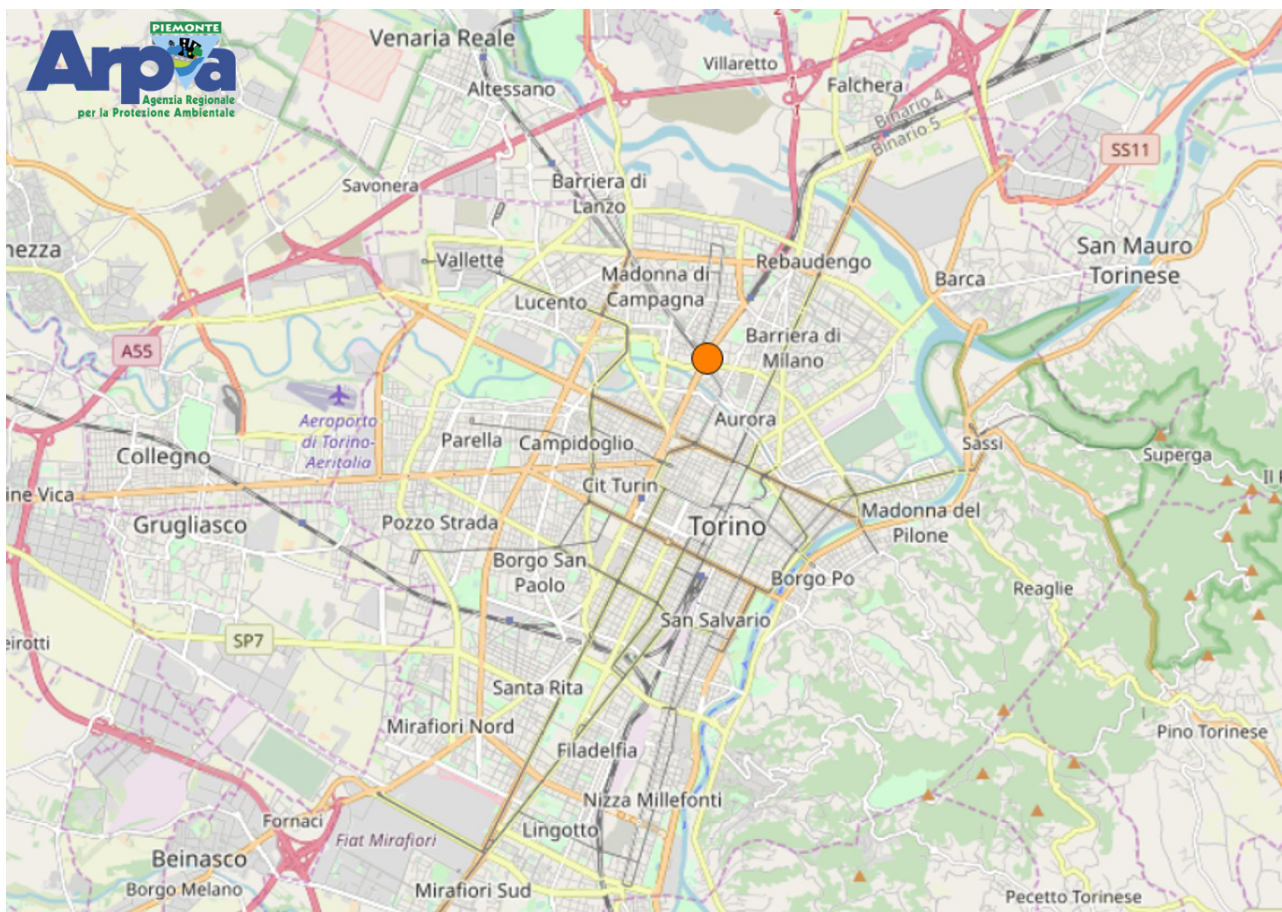 PIEMONTE
Arpa
Agenzia Regionale
per la Protezione Ambientale
Venaria Reale
Altessano
Villaretto
Falchera
Binario 4
Binario 5
SS11
Savonera
Barriera di
Lanzo
nezza
Vallette
Madonna di
Campagna
Rebaudengo
Barca
San Mauro
Torinese
Lucento
Barriera di
Milano
A55
Aeroporto
di Torino-
Aeritalia
Parella
Campidoglio
Aurora
Sassi
Superga
Collegno
Il
ine Vica
Cit Turin
Grugliasco
Pozzo Strada
Torino
Madonna del
Pilone
Borgo San
Paolo
Borgo Po
Reaglie
San Salvario
eirotti
SP7
Santa Rita
Mirafiori Nord
Filadelfia
Pino Torinese
Nizza Millefonti
Fornaci
Fiat Mirafiori
Lingotto
Beinasco
Borgo Melano
Mirafiori Sud
Pecetto Torinese